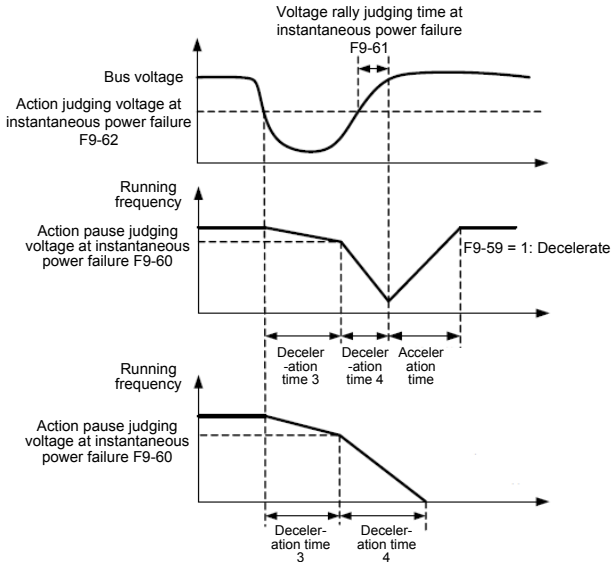 Voltage rally judging time at
instantaneous power failure
F9-61
Bus voltage
Action judging voltage at
instantaneous power failure
F9-62
Running
frequency
Action pause judging
voltage at instantaneous
power failure F9-60
F9-59 = 1: Decelerate
Deceler
-ation
time 3
Deceler
-ation
time 4
Acceler
ation
time
Running
frequency
Action pause judging
voltage at instantaneous
power failure F9-60
Deceler-
ation time
3
Deceler-
ation time
4